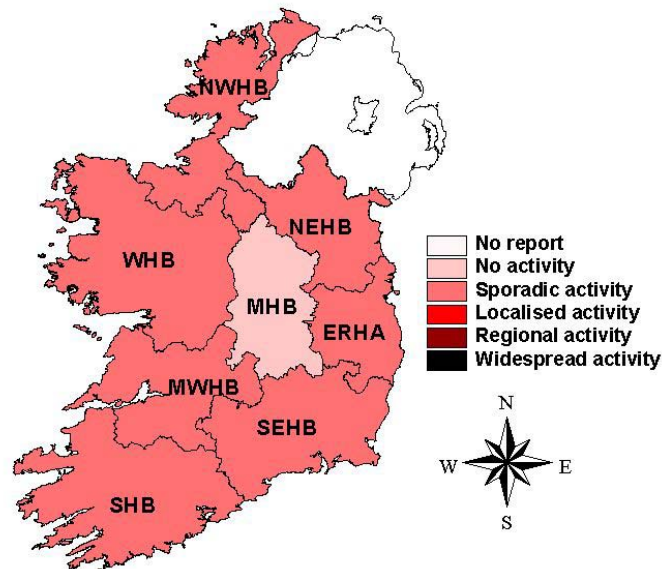 NWHB
NEHB
WHB
MHB
ERHA
MWHB
SEHB
SHB
No report
No activity
Sporadic activity
Localised activity
Regional activity
Widespread activity
N
W E
S